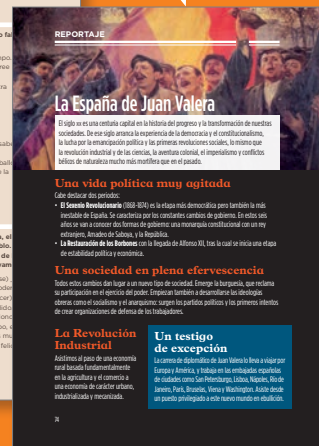 REPORTAJE
La España de Juan Valera
El siglo XIX es una centuria capital en la historia del progreso y la transformación de nuestras
sociedades. De ese siglo arranca la experiencia de la democracia y el constitucionalismo,
la lucha por la emancipación política y las primeras revoluciones sociales, lo mismo que
la revolución industrial y de las ciencias, la aventura colonial, el imperialismo y conflictos
bélicos de naturaleza mucho más mortífera que en el pasado.
Una vida política muy agitada
Cabe destacar dos periodos:
• El Sexenio Revolucionario (1868-1874) es la etapa más democrática pero también la más
inestable de España. Se caracteriza por los constantes cambios de gobierno. En estos seis
años se van a conocer dos formas de gobierno: una monarquía constitucional con un rey
extranjero, Amadeo de Saboya, y la República.
• La Restauración de los Borbones con la llegada de Alfonso XII, tras la cual se inicia una etapa
de estabilidad política y económica.
Una sociedad en plena efervescencia
Todos estos cambios dan lugar a un nuevo tipo de sociedad. Emerge la burguesía, que reclama
su participación en el ejercicio del poder. Empiezan también a desarrollarse las ideologías
obreras como el socialismo y el anarquismo: surgen los partidos políticos y los primeros intentos
de crear organizaciones de defensa de los trabajadores.
La Revolución
Industrial
Asistimos al paso de una economía
rural basada fundamentalmente
en la agricultura y el comercio a
una economía de carácter urbano,
industrializada y mecanizada.
Un testigo
de excepción
La carrera de diplomático de Juan Valera lo lleva a viajar por
Europa y América, y trabaja en las embajadas españolas
de ciudades como San Petersburgo, Lisboa, Nápoles, Río de
Janeiro, París, Bruselas, Viena y Washington. Asiste desde
un puesto privilegiado a este nuevo mundo en ebullición.
74